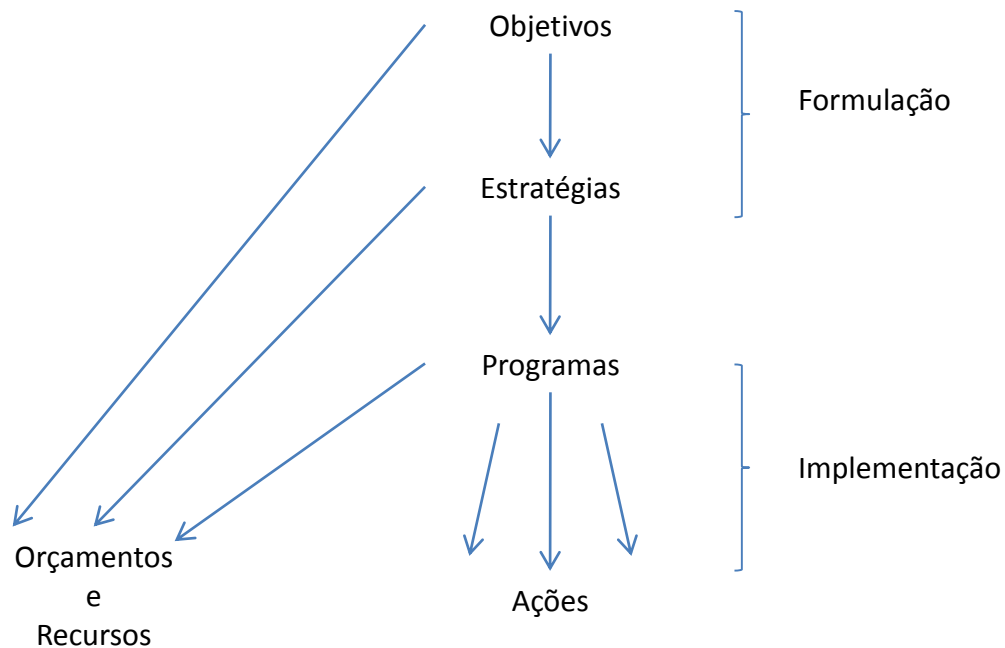 Objetivos
Formulação
Estratégias
Programas
Implementação
Orçamentos
e
Recursos
Ações